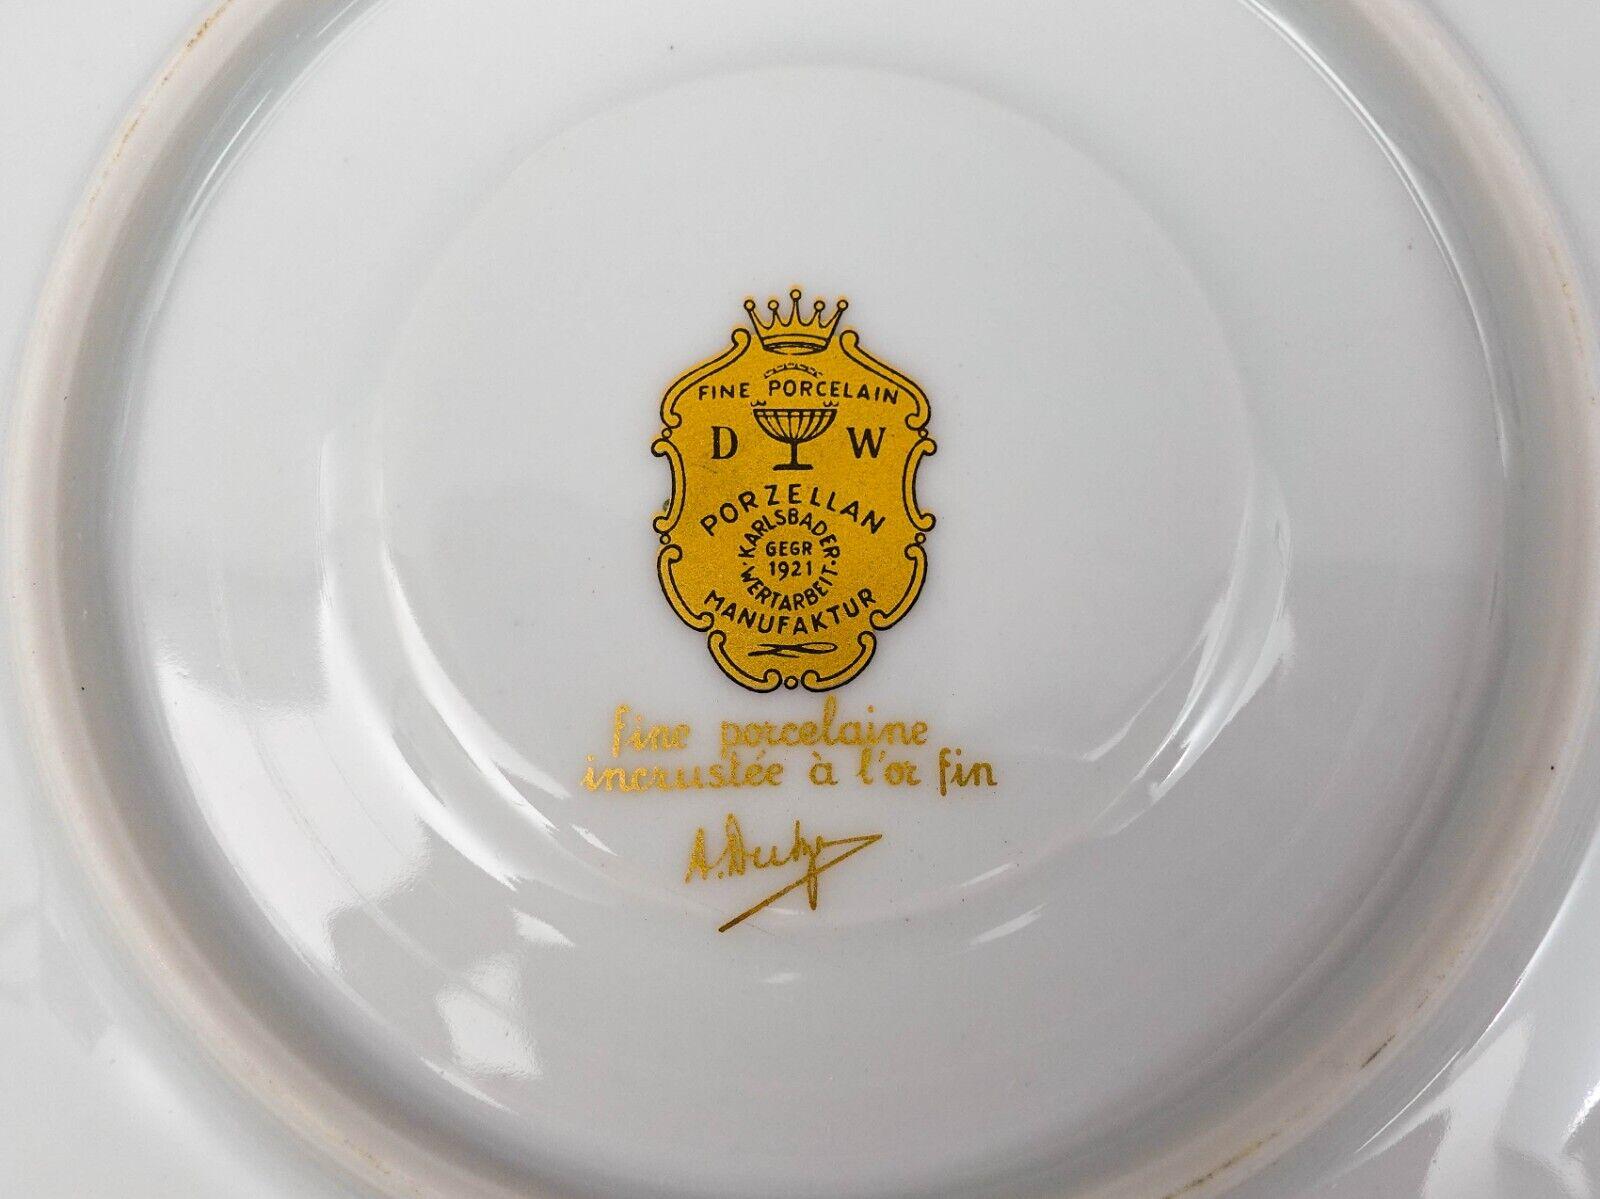 FINE PORCELAIN
D W
PORZELLAN
KARLSBADER
GEGR
1921
WERTARBEIT
MANUFAKTUR
fine porcelaine
incrustée à l'or fin